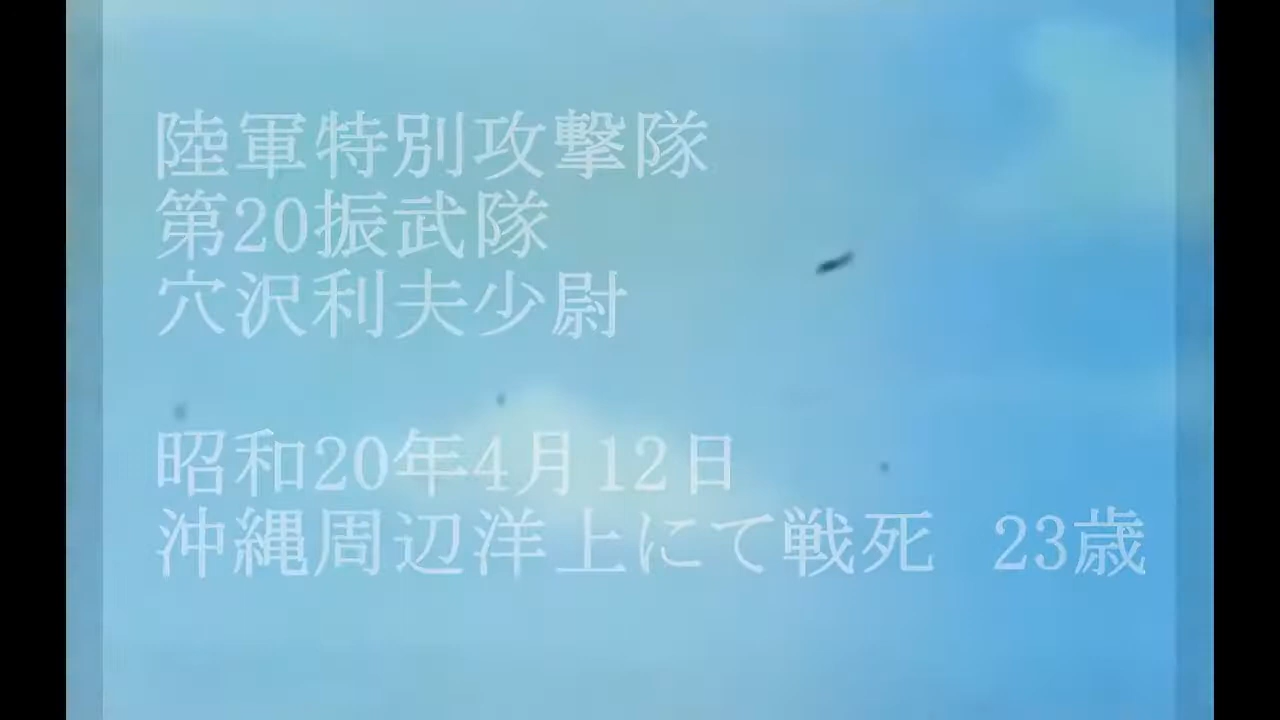 陸軍特別攻撃隊
第20振武隊
穴沢利夫少尉
昭和20年4月12日
沖縄周辺洋上にて戦死　23歳